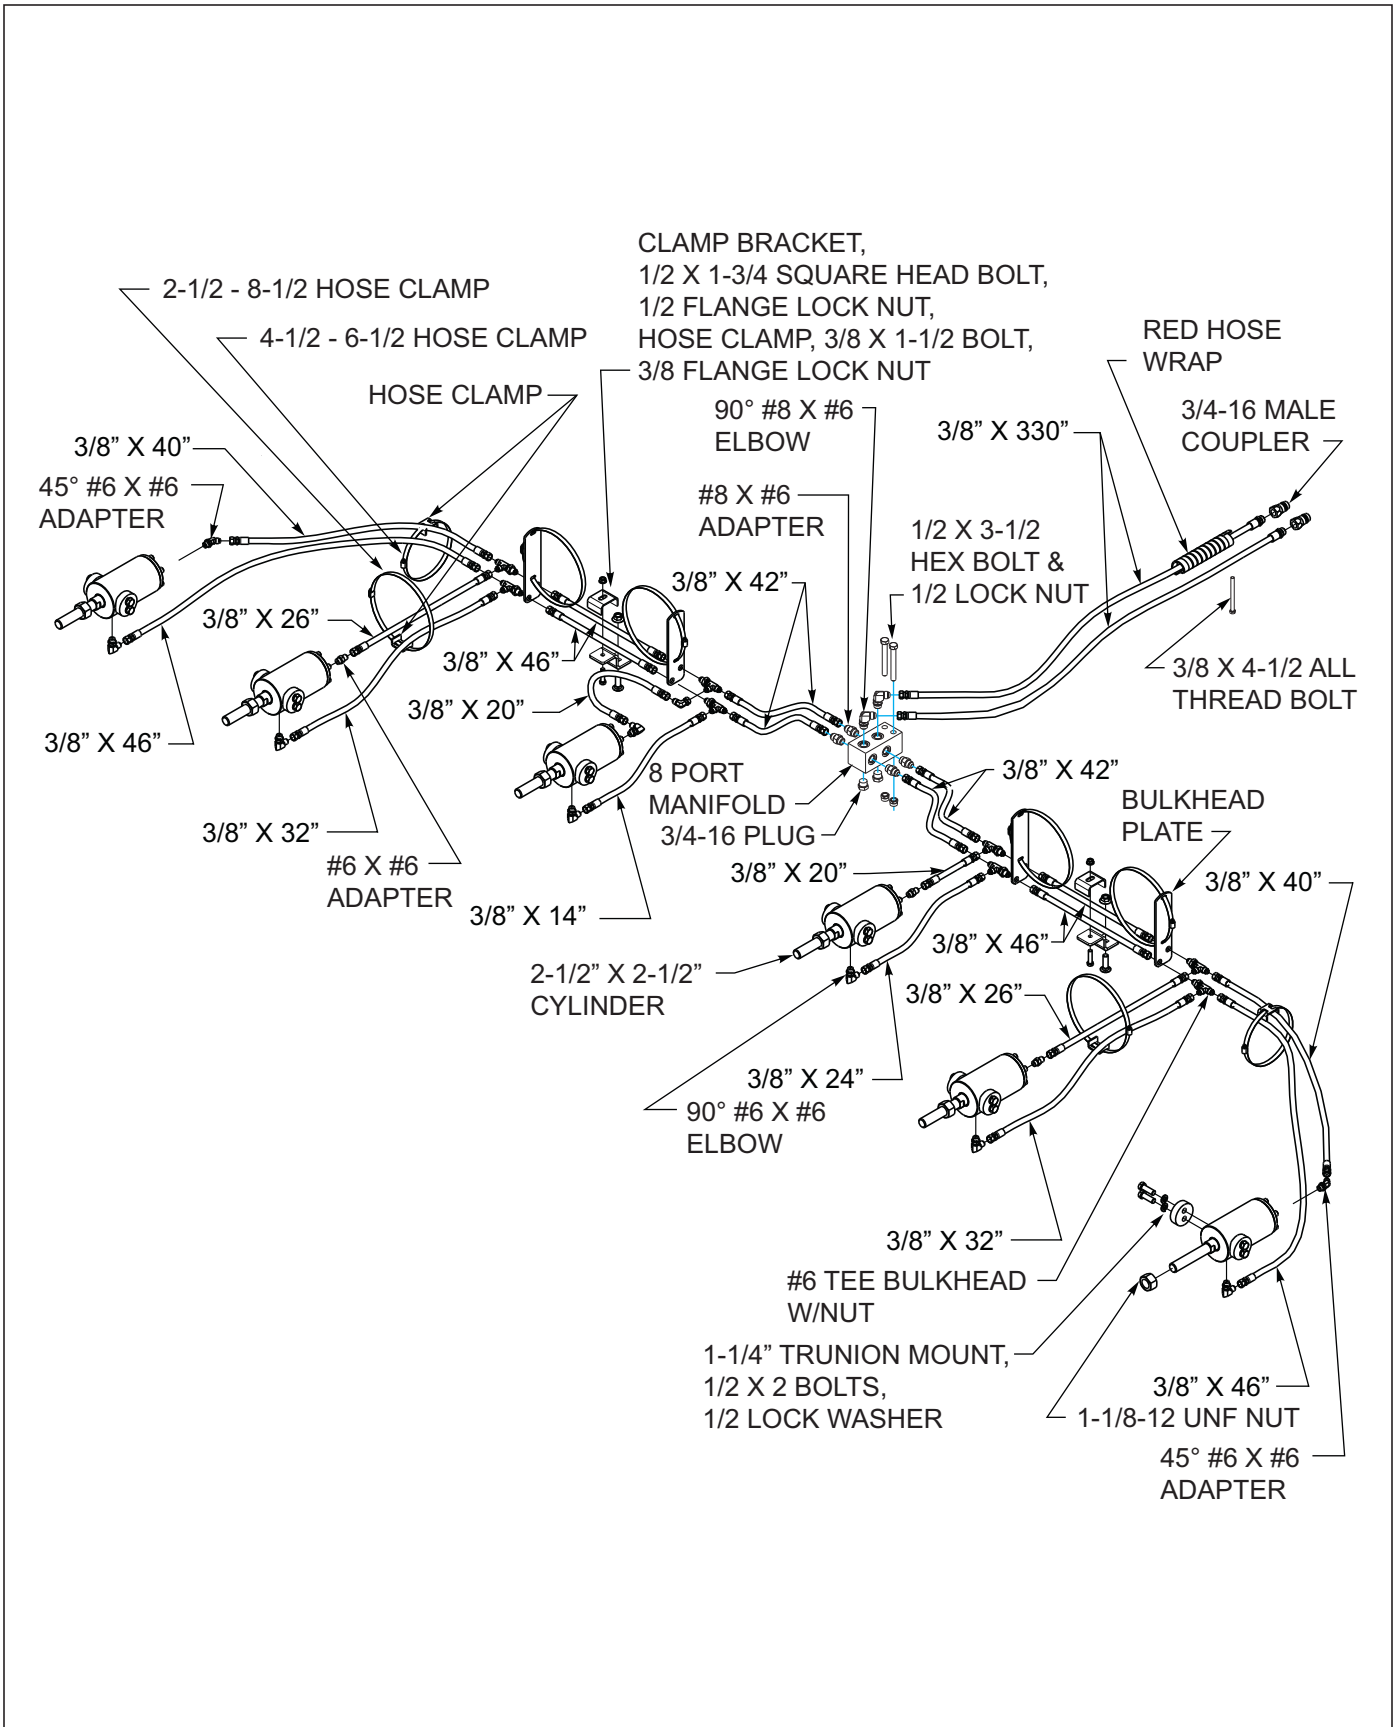 CLAMP BRACKET,
1/2 X 1-3/4 SQUARE HEAD BOLT,
1/2 FLANGE LOCK NUT,
HOSE CLAMP, 3/8 X 1-1/2 BOLT,
3/8 FLANGE LOCK NUT
2-1/2 - 8-1/2 HOSE CLAMP
4-1/2 - 6-1/2 HOSE CLAMP
HOSE CLAMP
RED HOSE
WRAP
90° #8 X #6
ELBOW
3/8” X 330”
3/4-16 MALE
COUPLER
3/8” X 40”
45° #6 X #6
ADAPTER
#8 X #6
ADAPTER
1/2 X 3-1/2
HEX BOLT &
1/2 LOCK NUT
3/8” X 42”
3/8” X 26”
3/8” X 46”
3/8 X 4-1/2 ALL
THREAD BOLT
3/8” X 20”
3/8” X 46”
8 PORT
MANIFOLD
3/4-16 PLUG
3/8” X 42”
BULKHEAD
PLATE
3/8” X 32”
#6 X #6
ADAPTER
3/8” X 20”
3/8” X 40”
3/8” X 14”
3/8” X 46”
2-1/2” X 2-1/2”
CYLINDER
3/8” X 26”
3/8” X 24”
90° #6 X #6
ELBOW
3/8” X 32”
#6 TEE BULKHEAD
W/NUT
1-1/4” TRUNION MOUNT,
1/2 X 2 BOLTS,
1/2 LOCK WASHER
3/8” X 46”
1-1/8-12 UNF NUT
45° #6 X #6
ADAPTER